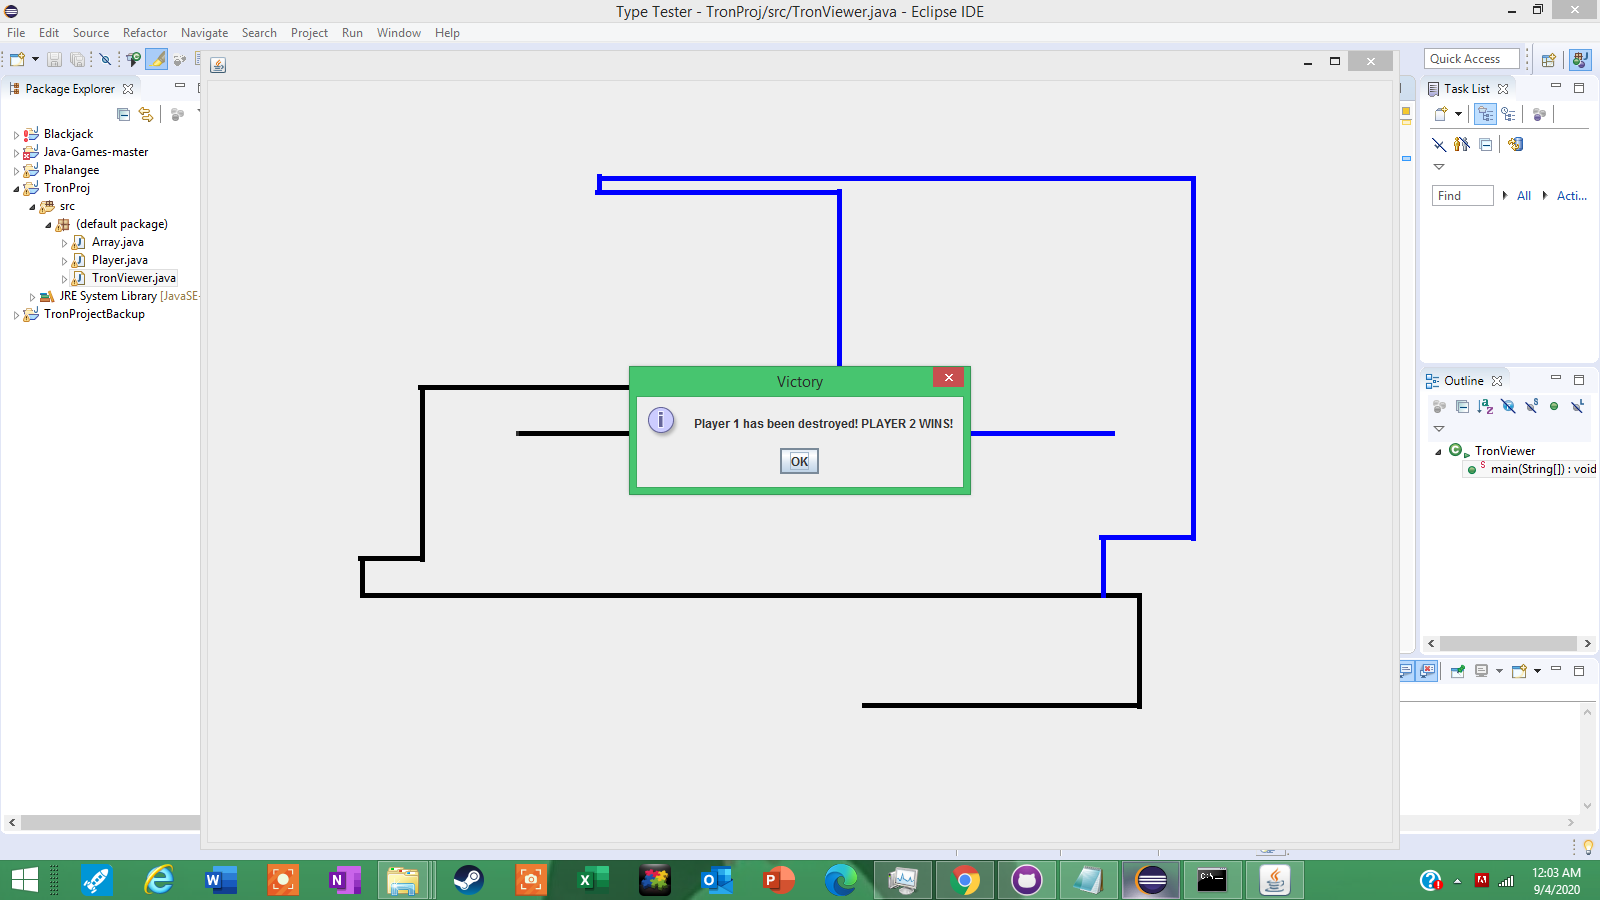 Type Tester - TronProj/src/TronViewer.java - Eclipse IDE
File Edit Source Refactor Navigate Search Project Run Window Help
Quick Access
Package Explorer
Blackjack
Java-Games-master
Phalangee
TronProj
src
(default package)
Array.java
Player.java
TronViewer.java
JRE System Library [JavaSE-
TronProjectBackup
Victory
Player 1 has been destroyed! PLAYER 2 WINS!
OK
Task List
Find All Acti...
Outline
TronViewer
main(String[]) : void
12:03 AM
9/4/2020